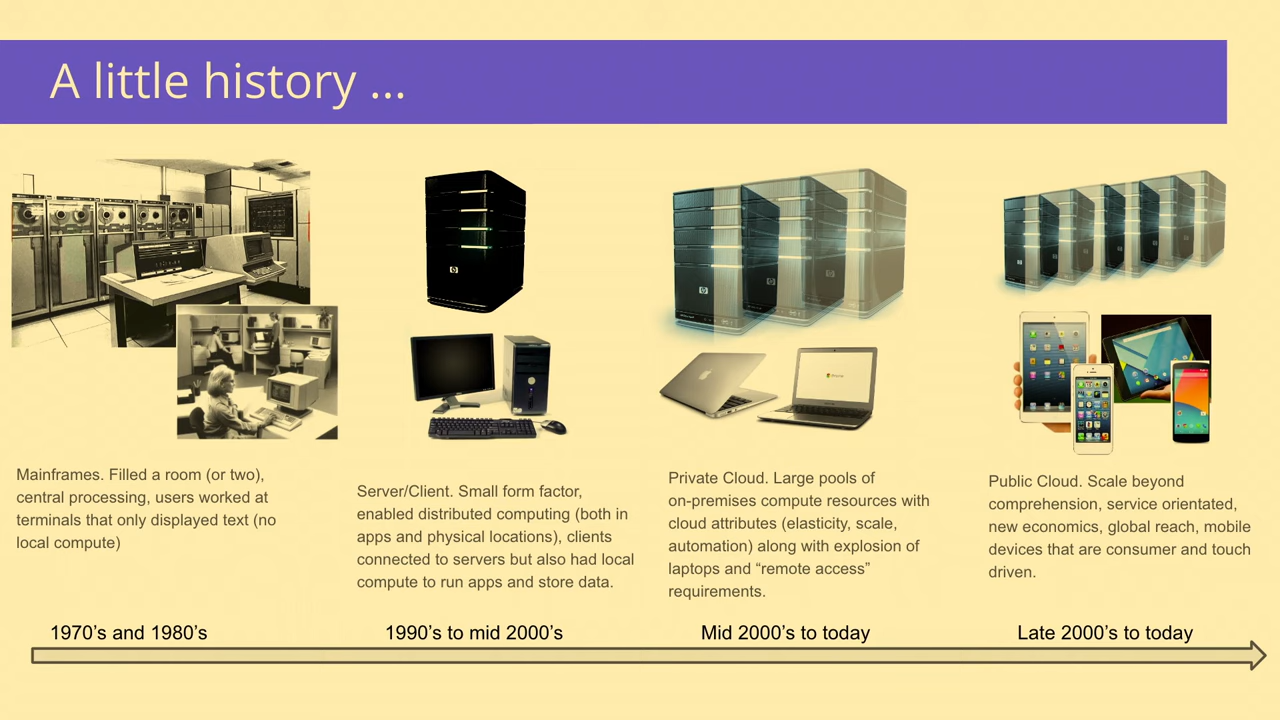 A little history ...
Mainframes. Filled a room (or two),
central processing, users worked at
terminals that only displayed text (no
local compute)
Server/Client. Small form factor,
enabled distributed computing (both in
apps and physical locations), clients
connected to servers but also had local
compute to run apps and store data.
Private Cloud. Large pools of
on-premises compute resources with
cloud attributes (elasticity, scale,
automation) along with explosion of
laptops and “remote access”
requirements.
Public Cloud. Scale beyond
comprehension, service orientated,
new economics, global reach, mobile
devices that are consumer and touch
driven.
1970’s and 1980’s
1990’s to mid 2000’s
Mid 2000’s to today
Late 2000’s to today